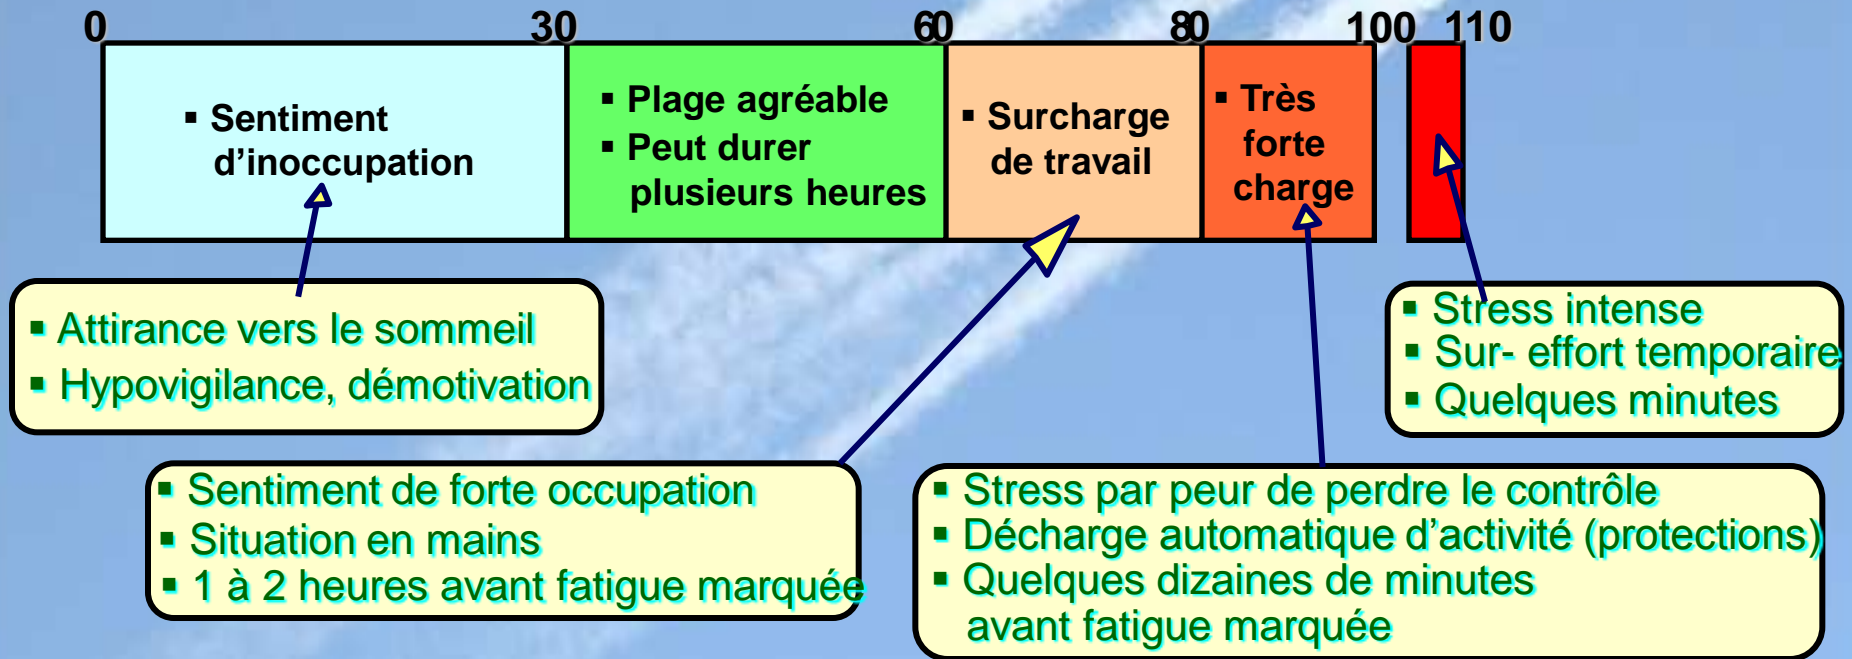 0 30 60 80 100 110
▪ Sentiment
d’inoccupation
▪ Plage agréable
▪ Peut durer
plusieurs heures
▪ Surcharge
de travail
▪ Très
forte
charge
▪ Attirance vers le sommeil
▪ Hypovigilance, démotivation
▪ Stress intense
▪ Sur- effort temporaire
▪ Quelques minutes
▪ Sentiment de forte occupation
▪ Situation en mains
▪ 1 à 2 heures avant fatigue marquée
▪ Stress par peur de perdre le contrôle
▪ Décharge automatique d’activité (protections)
▪ Quelques dizaines de minutes
avant fatigue marquée